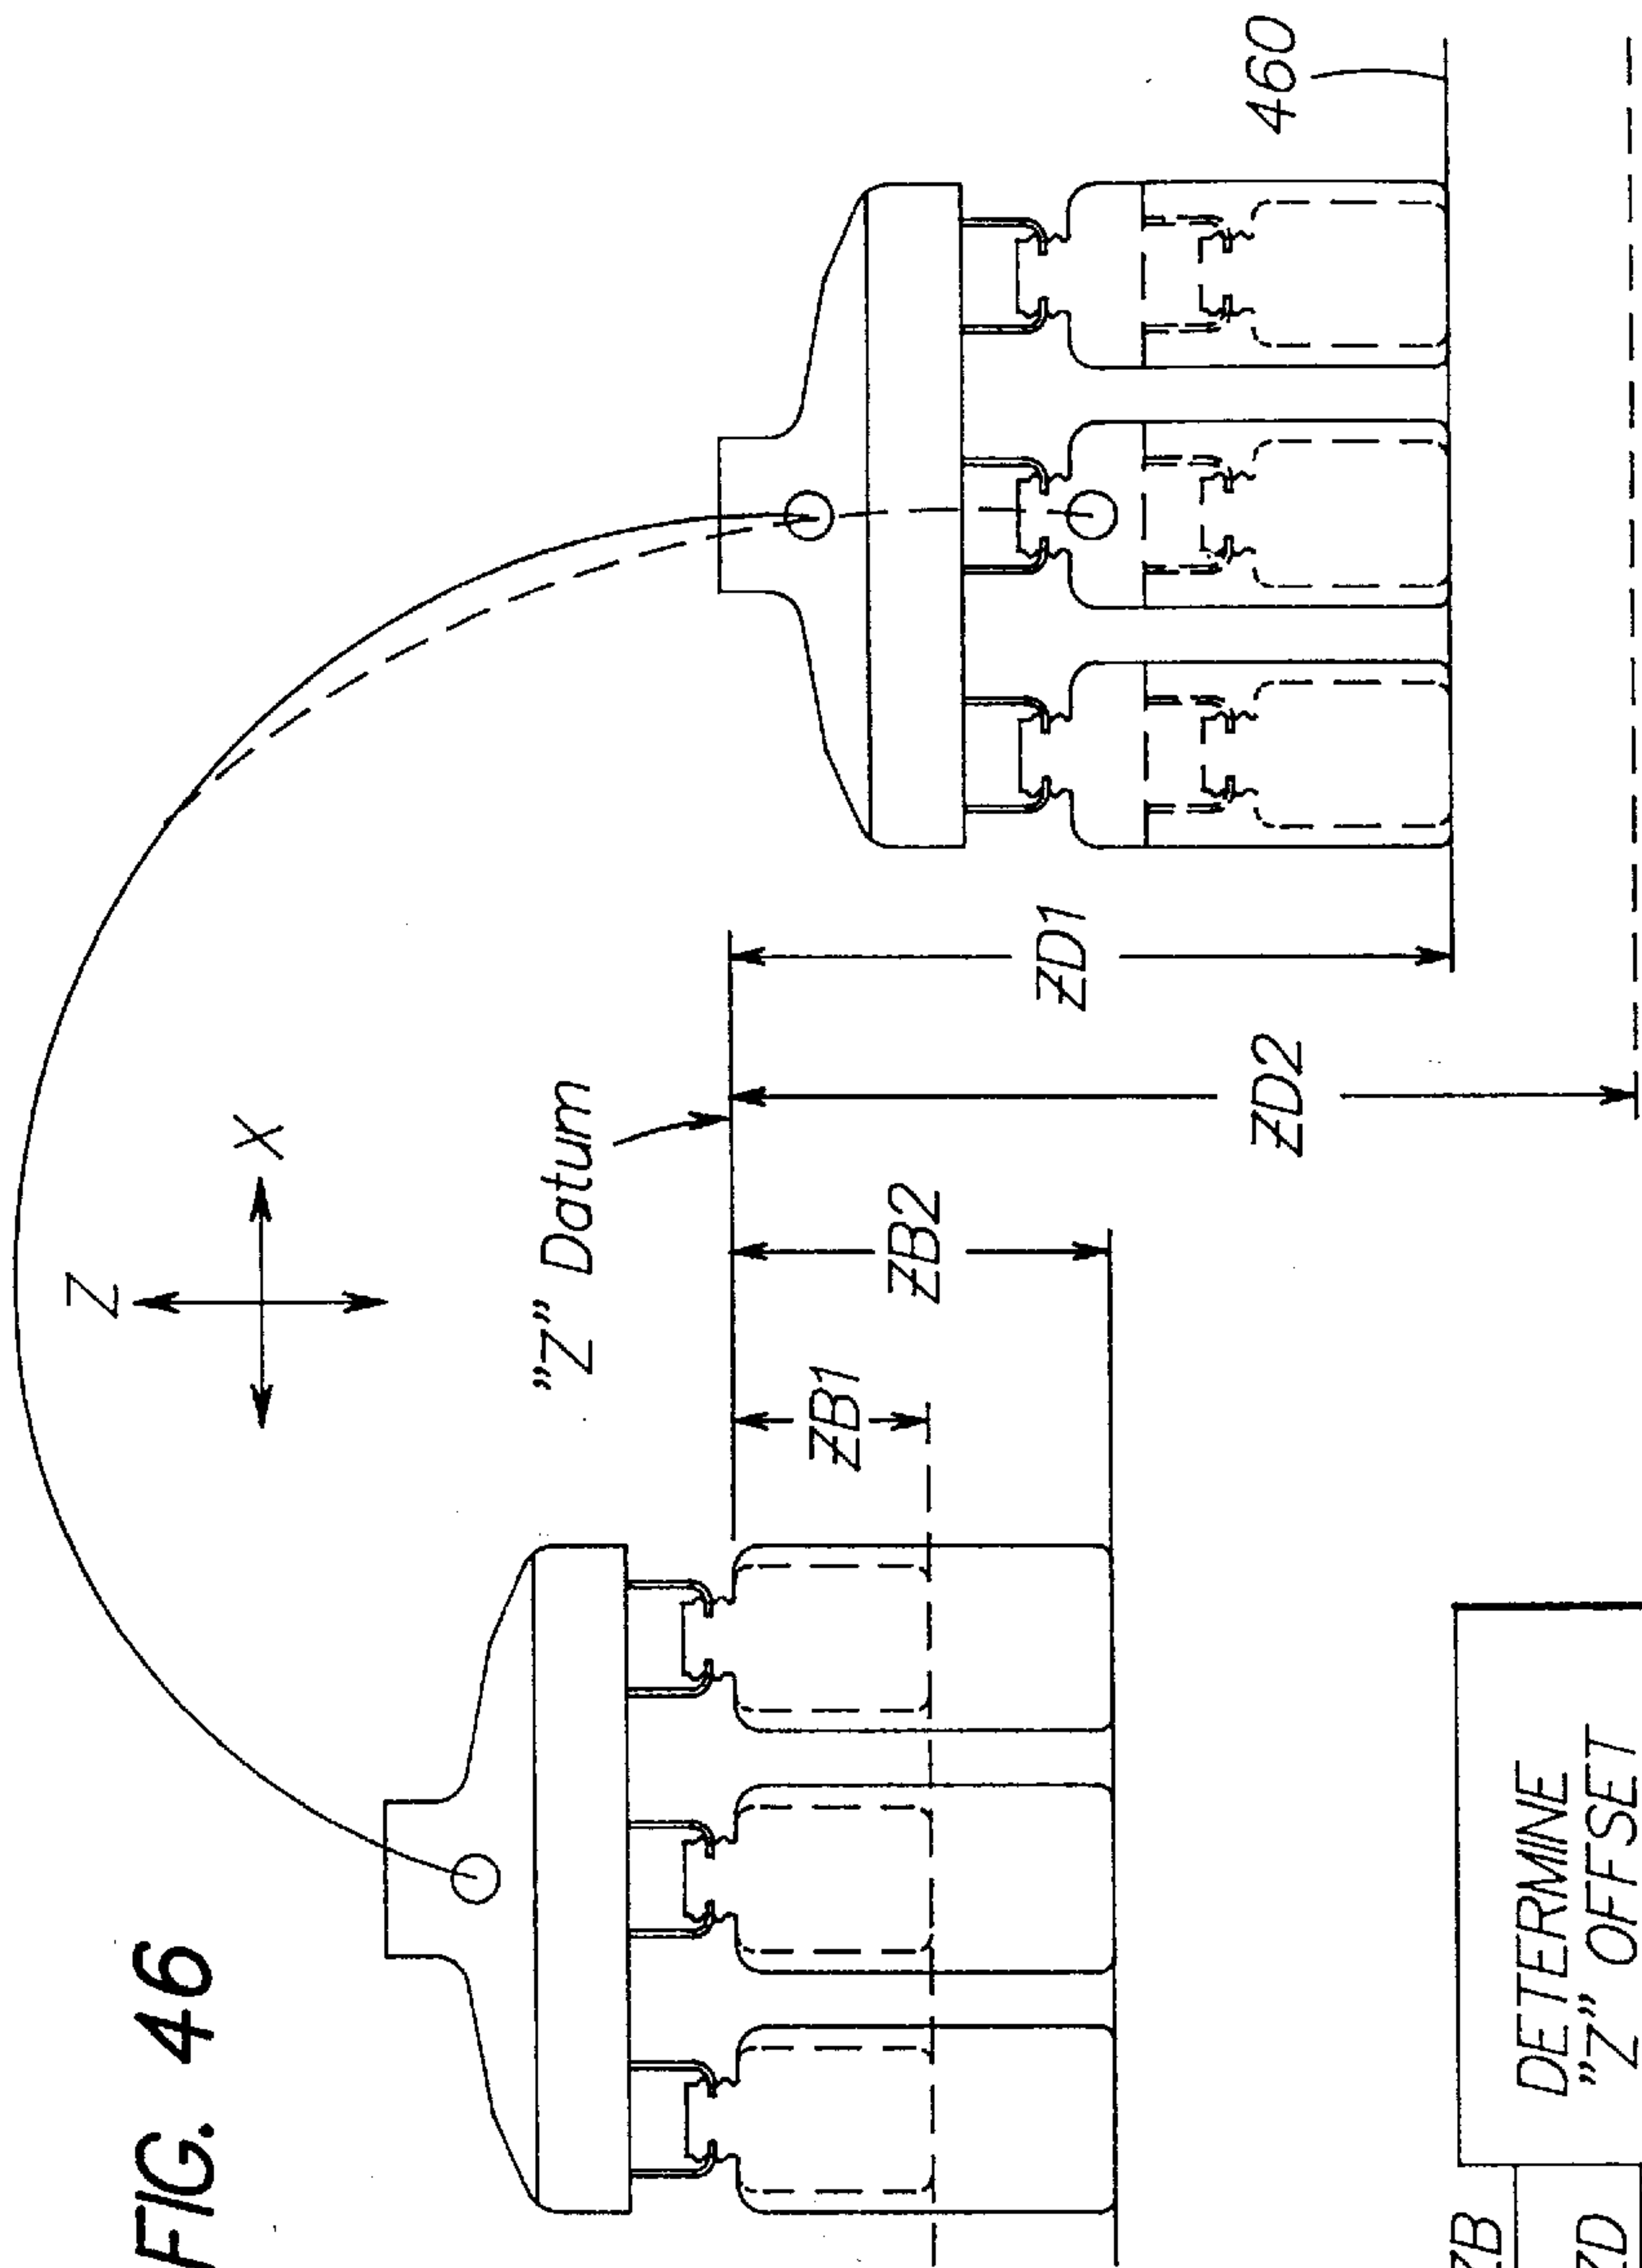 FIG. 46
Z
X
"Z" Datum
ZB1
ZB2
ZD1
ZD2
460
ZB
ZD
DETERMINE
"Z" OFFSET